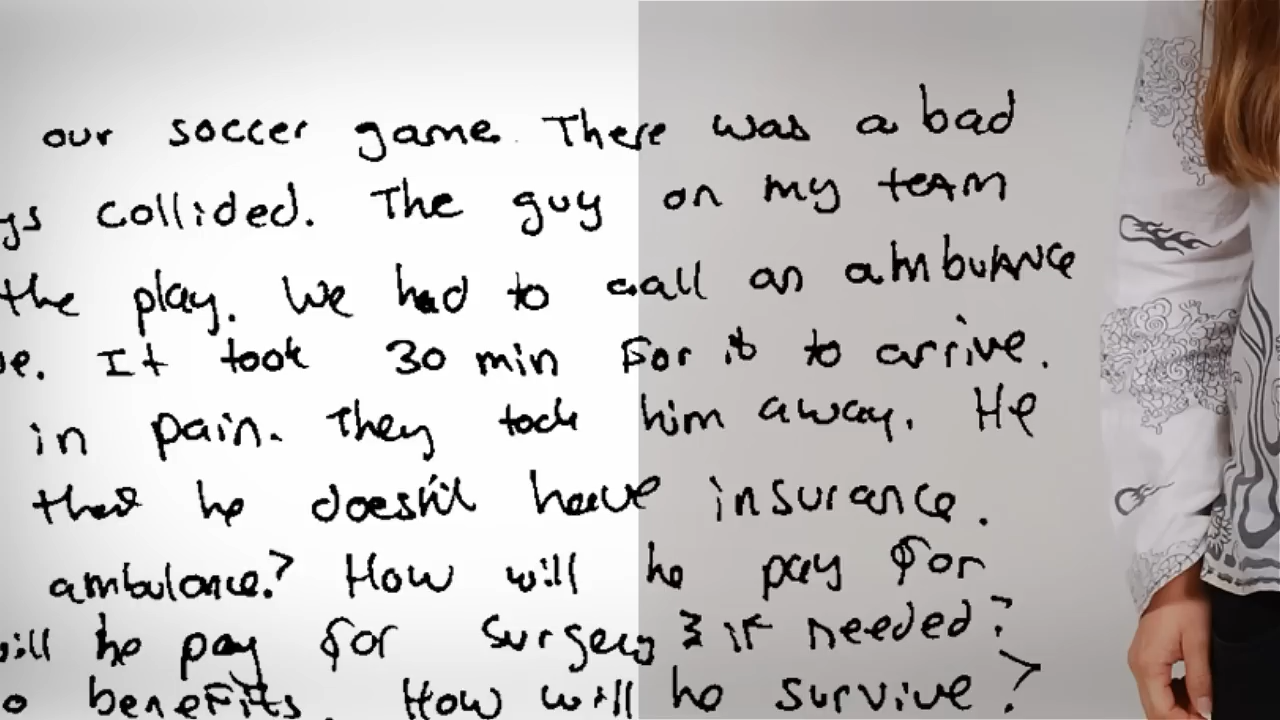 our soccer game. There was a bad
ys collided. The guy on my team
the play. We had to call an ambulance
e. It took 30 min for it to arrive.
in pain. They took him away. He
that he doesn't have insurance.
ambulance? How will he pay for
ill he pay for surgery if needed?
o benefits. How will he survive?